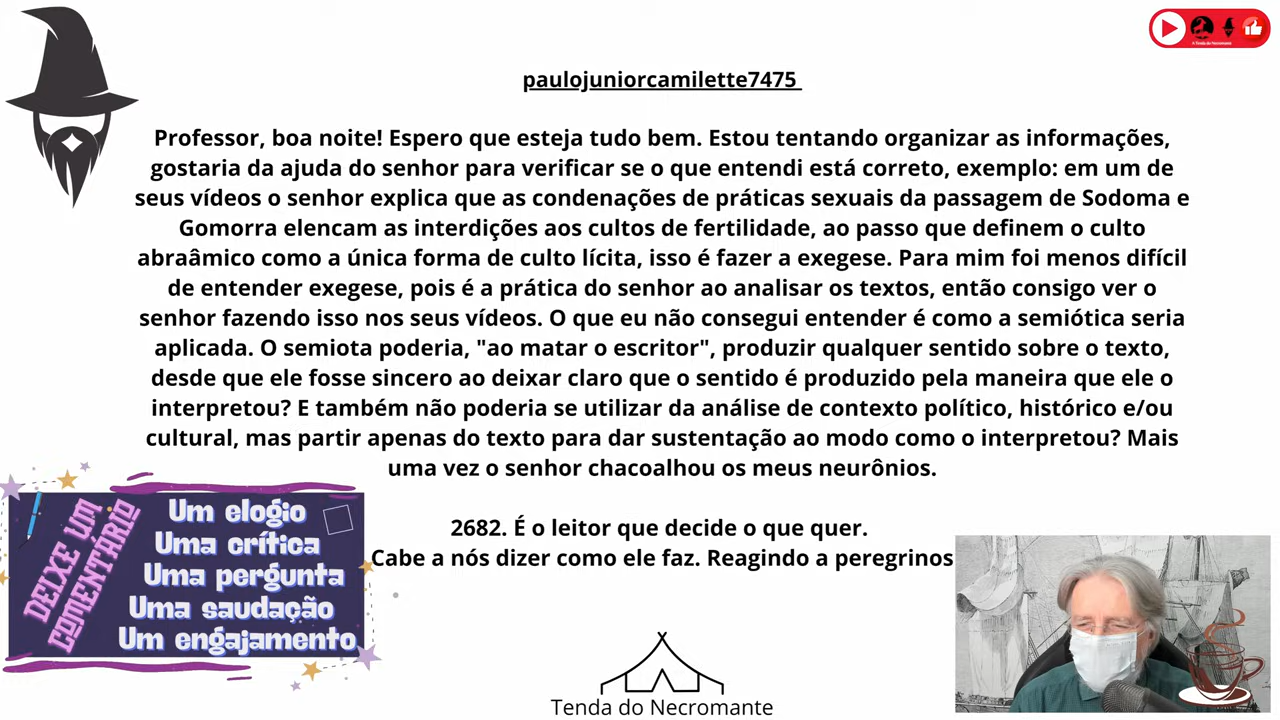 paulojuniorcamilette7475
Professor, boa noite! Espero que esteja tudo bem. Estou tentando organizar as informações,
gostaria da ajuda do senhor para verificar se o que entendi está correto, exemplo: em um de
seus vídeos o senhor explica que as condenações de práticas sexuais da passagem de Sodoma e
Gomorra elencam as interdições aos cultos de fertilidade, ao passo que definem o culto
abraâmico como a única forma de culto lícita, isso é fazer a exegese. Para mim foi menos difícil
de entender exegese, pois é a prática do senhor ao analisar os textos, então consigo ver o
senhor fazendo isso nos seus vídeos. O que eu não consegui entender é como a semiótica seria
aplicada. O semiota poderia, "ao matar o escritor", produzir qualquer sentido sobre o texto,
desde que ele fosse sincero ao deixar claro que o sentido é produzido pela maneira que ele o
interpretou? E também não poderia se utilizar da análise de contexto político, histórico e/ou
cultural, mas partir apenas do texto para dar sustentação ao modo como o interpretou? Mais
uma vez o senhor chacoalhou os meus neurônios.
2682. É o leitor que decide o que quer.
Cabe a nós dizer como ele faz. Reagindo a peregrinos
DEIXE UM
COMENTÁRIO
Um elogio
Uma crítica
Uma pergunta
Uma saudação
Um engajamento
Tenda do Necromante
A Tenda do Necromante